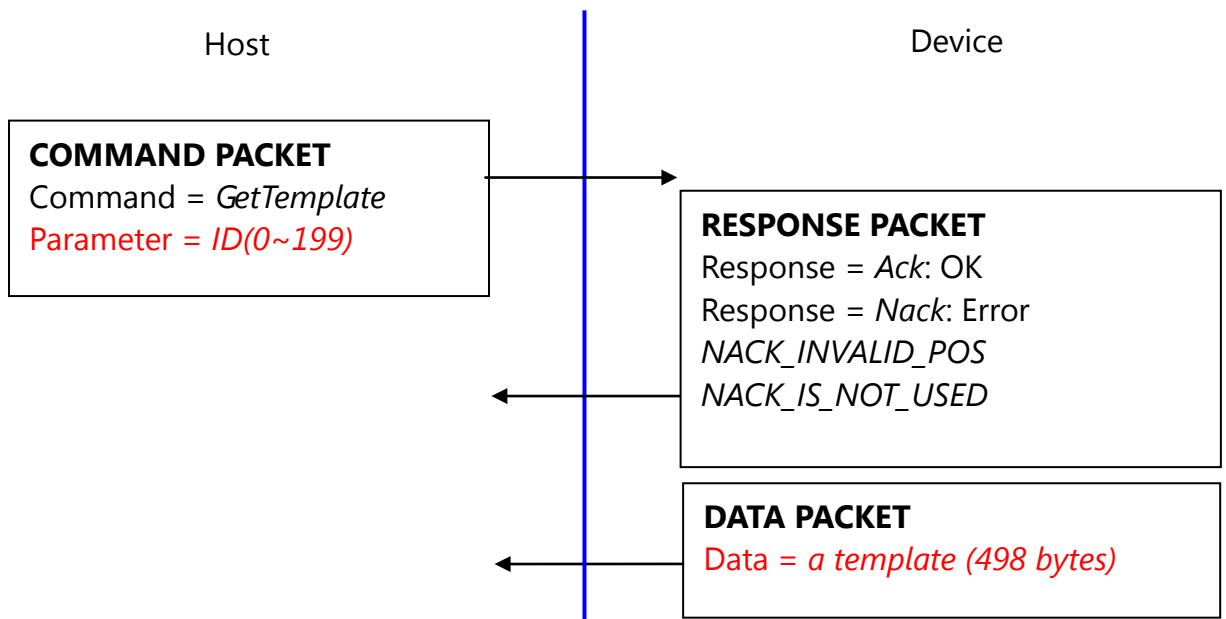 Host
Device
COMMAND PACKET
Command = GetTemplate
Parameter = ID(0~199)
RESPONSE PACKET
Response = Ack: OK
Response = Nack: Error
NACK_INVALID_POS
NACK_IS_NOT_USED
DATA PACKET
Data = a template (498 bytes)